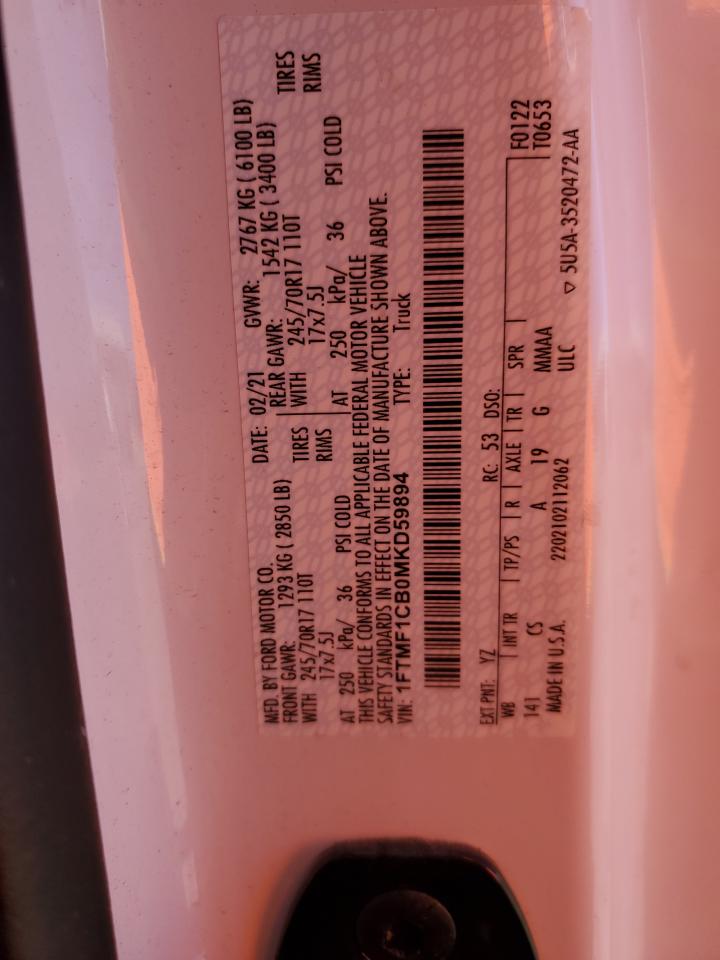 MFD. BY FORD MOTOR CO.
DATE: 02/21 GVWR: 2767 KG ( 6100 LB)
FRONT GAWR: 1293 KG ( 2850 LB) REAR GAWR: 1542 KG ( 3400 LB)
WITH 245/70R17 110T TIRES WITH 245/70R17 110T TIRES
17x7.5J RIMS 17x7.5J RIMS
AT 250 kPa/ 36 PSI COLD AT 250 kPa/ 36 PSI COLD
THIS VEHICLE CONFORMS TO ALL APPLICABLE FEDERAL MOTOR VEHICLE
SAFETY STANDARDS IN EFFECT ON THE DATE OF MANUFACTURE SHOWN ABOVE.
VIN: 1FTMF1CB0MKD59894 TYPE: Truck
EXT PNT: YZ RC: 53 DSO:
WB INT TR TP/PS R AXLE TR SPR F0122
141 CS A 19 G MMAA T0653
MADE IN U.S.A. 2202102112062 ULC ▽ 5U5A-3520472-AA